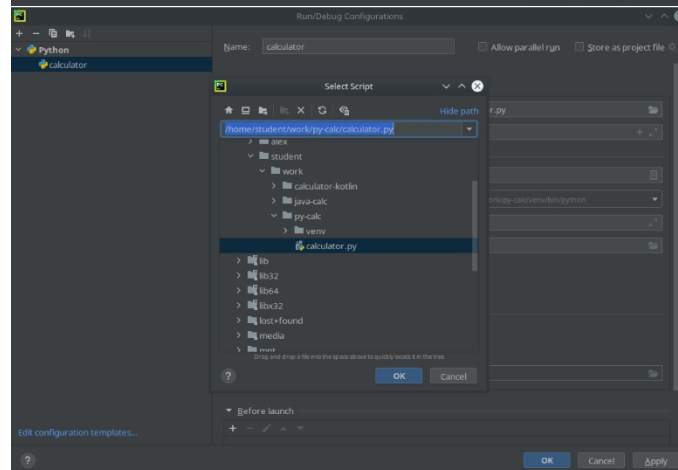 Run/Debug Configurations
Python
calculator
Name: calculator Allow parallel run Store as project file
Select Script
Hide path
/home/student/work/py-calc/calculator.py
r.py
alex
student
work
calculator-kotlin
java-calc
py-calc
venv
calculator.py
lib
lib32
lib64
libx32
lost+found
media
mnt
ork/py-calc/venv/bin/python
Drag and drop a file into the space above to quickly locate it in the tree
? OK Cancel
Before launch
Edit configuration templates...
? OK Cancel Apply